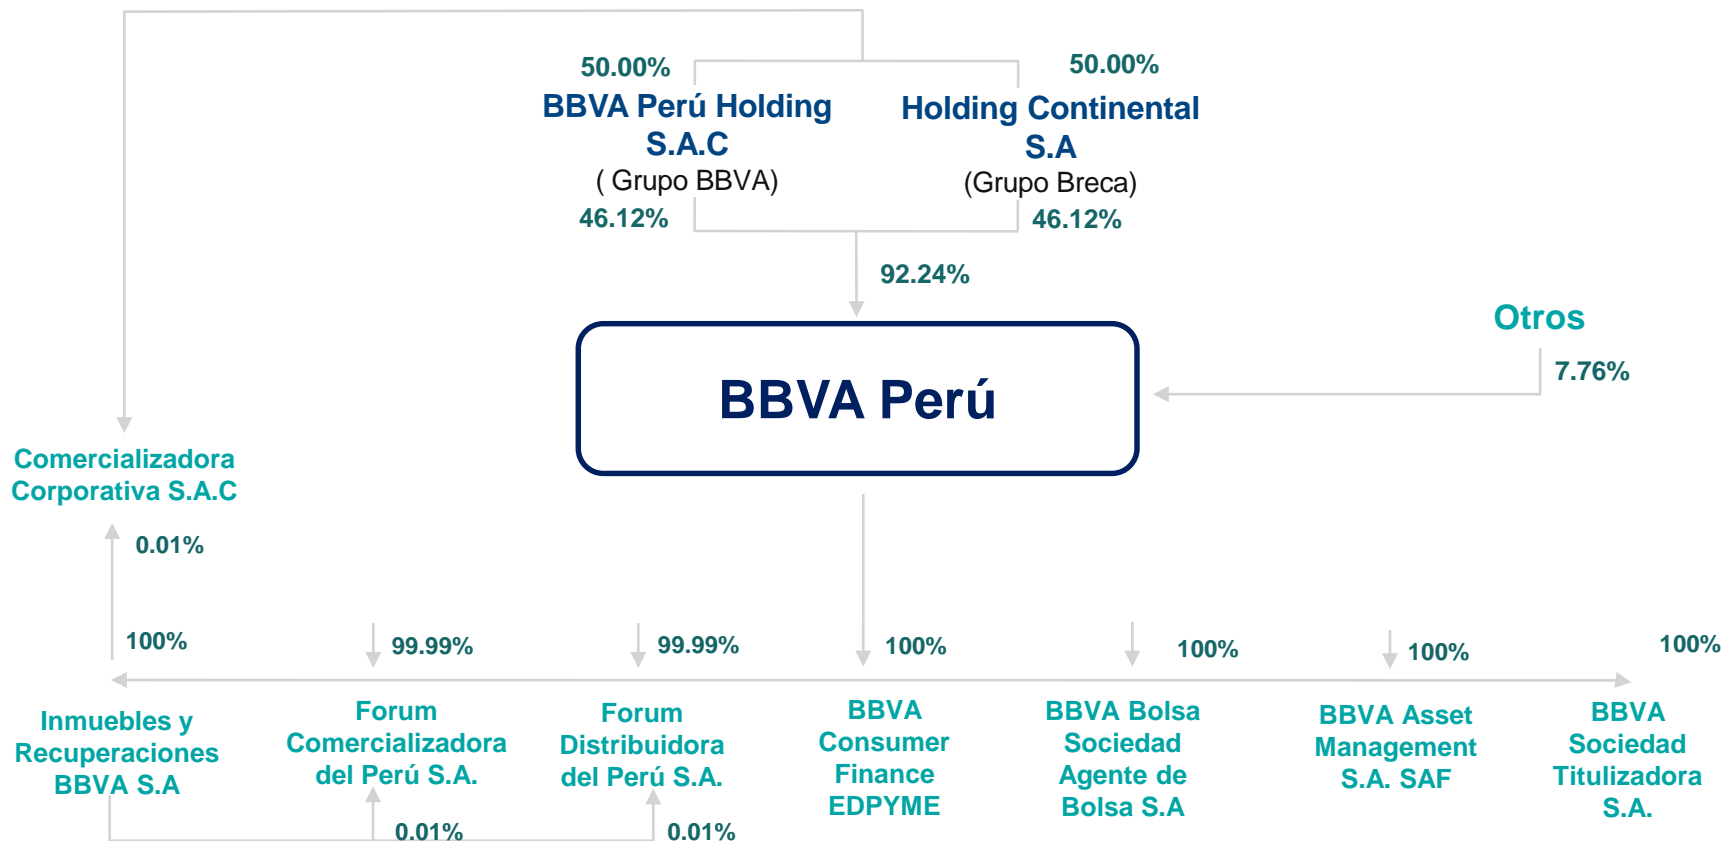 50.00%
50.00%
BBVA Perú Holding
S.A.C
( Grupo BBVA)
46.12%
Holding Continental
S.A
(Grupo Breca)
46.12%
92.24%
Otros
7.76%
BBVA Perú
Comercializadora
Corporativa S.A.C
0.01%
100%
99.99%
99.99%
100%
100%
100%
100%
Inmuebles y
Recuperaciones
BBVA S.A
Forum
Comercializadora
del Perú S.A.
Forum
Distribuidora
del Perú S.A.
BBVA
Consumer
Finance
EDPYME
BBVA Bolsa
Sociedad
Agente de
Bolsa S.A
BBVA Asset
Management
S.A. SAF
BBVA
Sociedad
Titulizadora
S.A.
0.01%
0.01%